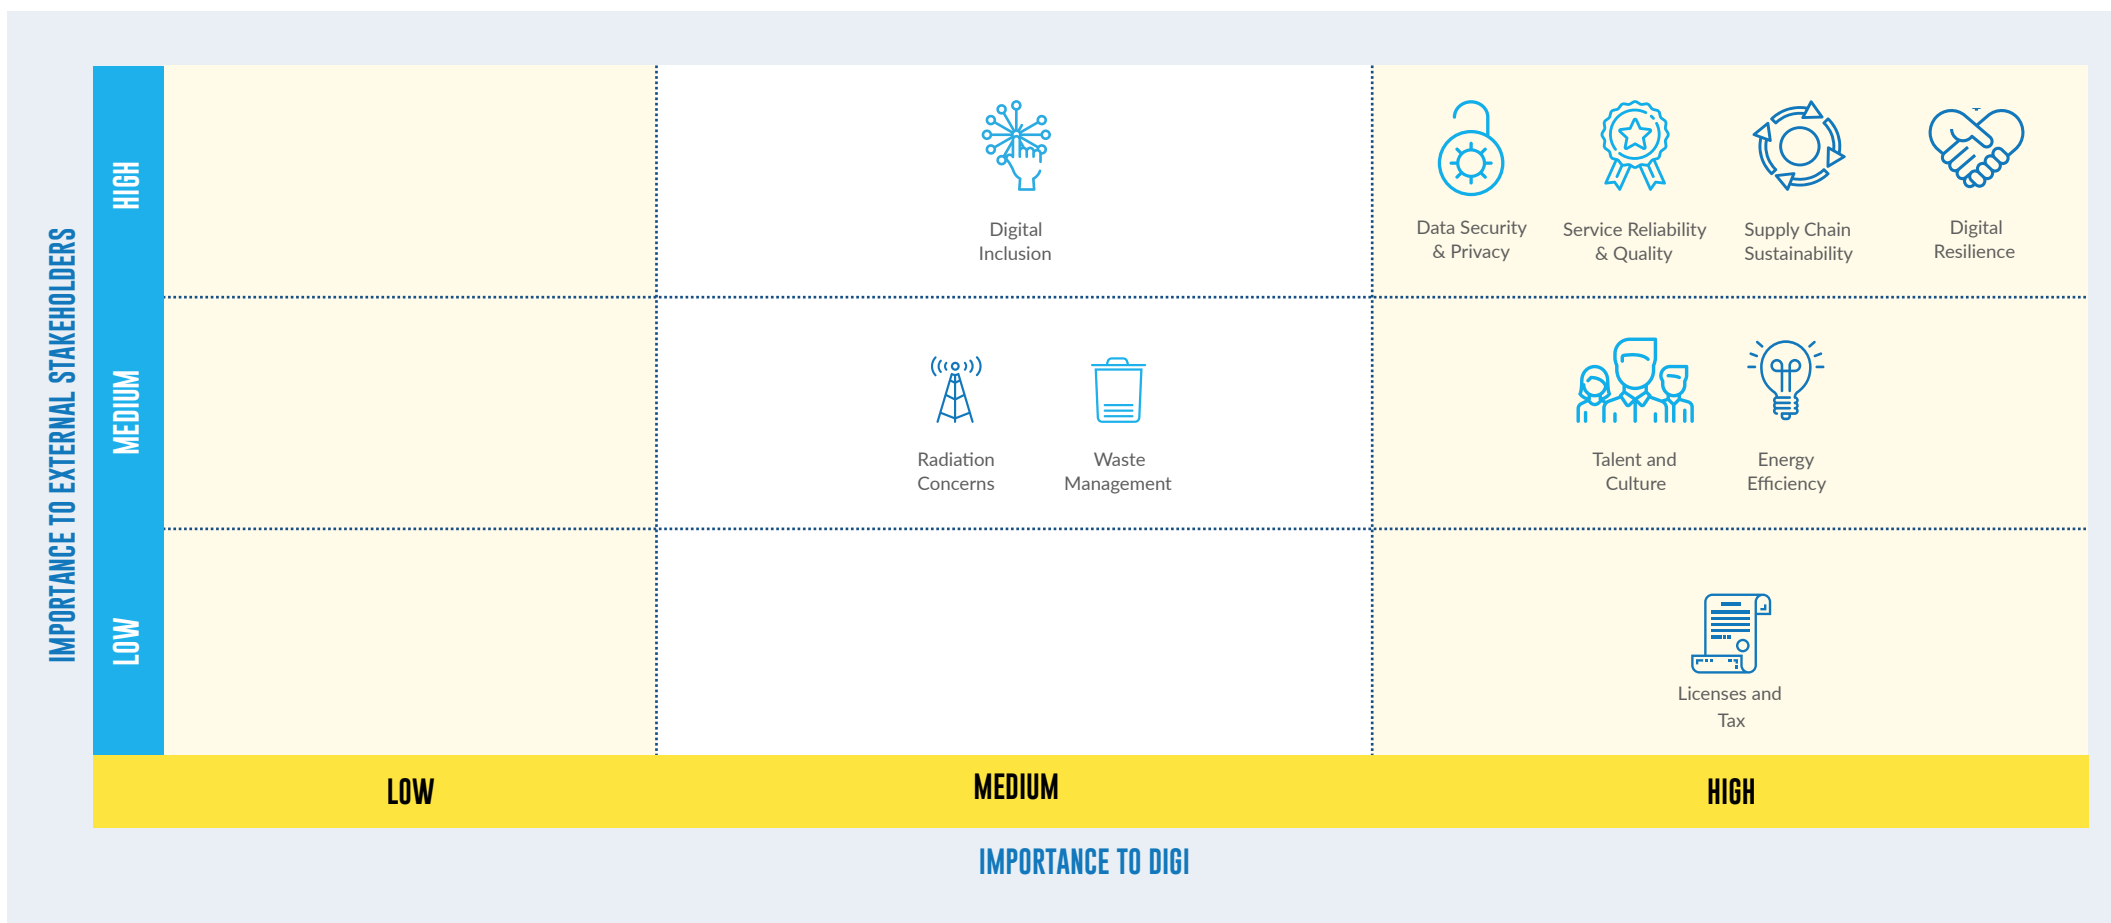 IMPORTANCE TO EXTERNAL STAKEHOLDERS
HIGH
Digital
Inclusion
Data Security
& Privacy
Service Reliability
& Quality
Supply Chain
Sustainability
Digital
Resilience
MEDIUM
Radiation
Concerns
Waste
Management
Talent and
Culture
Energy
Efficiency
LOW
Licenses and
Tax
LOW
MEDIUM
HIGH
IMPORTANCE TO DIGI